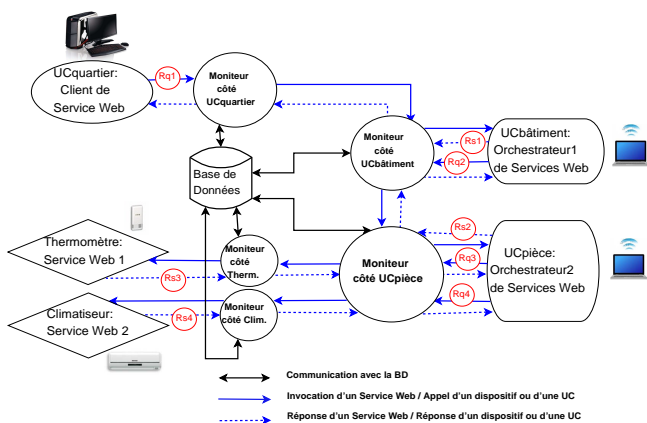 UCquartier:
Client de
Service Web
Rq1
Moniteur
côté
UCquartier
Moniteur
côté
UCbâtiment
Rs1
Rq2
UCbâtiment:
Orchestrateur1
de Services Web
Base de
Données
Thermomètre:
Service Web 1
Rs3
Moniteur
côté
Therm.
Moniteur
côté UCpièce
Rs2
Rq3
Rq4
UCpièce:
Orchestrateur2
de Services Web
Climatiseur:
Service Web 2
Rs4
Moniteur
côté Clim.
Communication avec la BD
Invocation d'un Service Web / Appel d'un dispositif ou d'une UC
Réponse d'un Service Web / Réponse d'un dispositif ou d'une UC